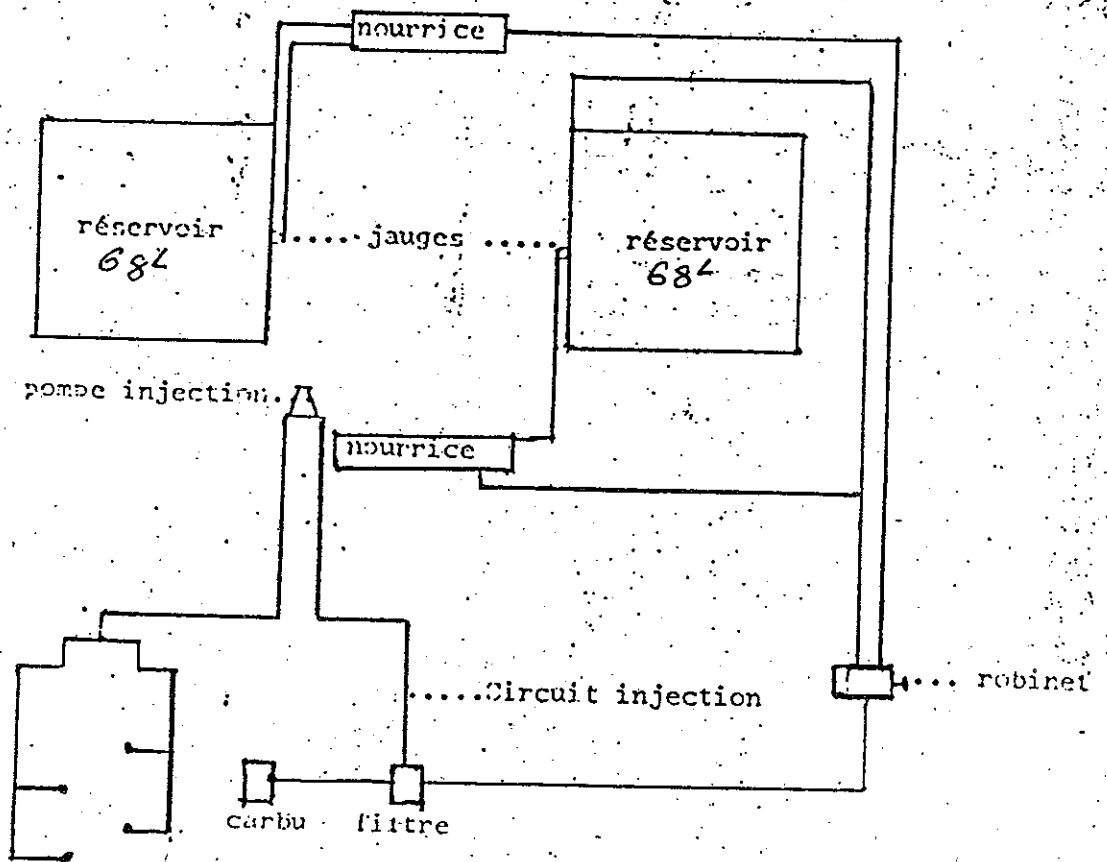 nourrice
réservoir
68L
..... jauges .....
réservoir
68L
pompe injection.
nourrice
.....Circuit injection
... robinet
carbu
filtre